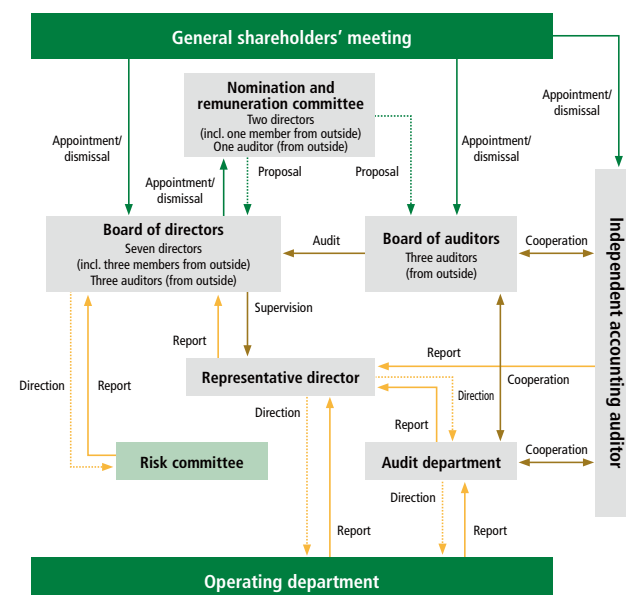 General shareholders' meeting
Nomination and
remuneration committee
Two directors
(incl. one member from outside)
One auditor (from outside)
Appointment/
dismissal
Appointment/
dismissal
Appointment/
dismissal
Appointment/
dismissal
Proposal
Proposal
Board of directors
Seven directors
(incl. three members from outside)
Three auditors (from outside)
Audit
Board of auditors
Three auditors
(from outside)
Cooperation
Independent accounting auditor
Supervision
Report
Report
Representative director
Direction
Report
Direction
Direction
Cooperation
Report
Risk committee
Audit department
Cooperation
Direction
Report
Report
Operating department